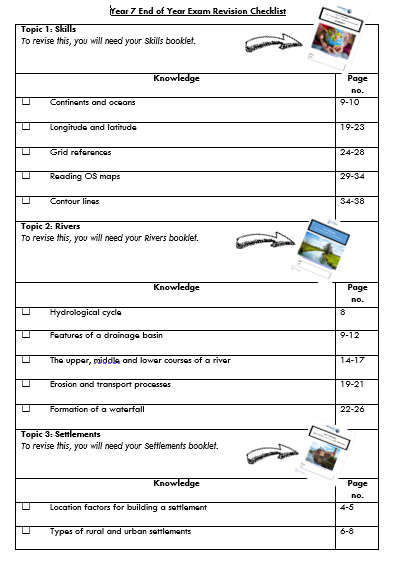 Year 7 End of Year Exam Revision Checklist
Topic 1: Skills
To revise this, you will need your Skills booklet.
Knowledge Page no.
Continents and oceans 9-10
Longitude and latitude 19-23
Grid references 24-28
Reading OS maps 29-34
Contour lines 34-38
Topic 2: Rivers
To revise this, you will need your Rivers booklet.
Knowledge Page no.
Hydrological cycle 8
Features of a drainage basin 9-12
The upper, middle and lower courses of a river 14-17
Erosion and transport processes 19-21
Formation of a waterfall 22-26
Topic 3: Settlements
To revise this, you will need your Settlements booklet.
Knowledge Page no.
Location factors for building a settlement 4-5
Types of rural and urban settlements 6-8